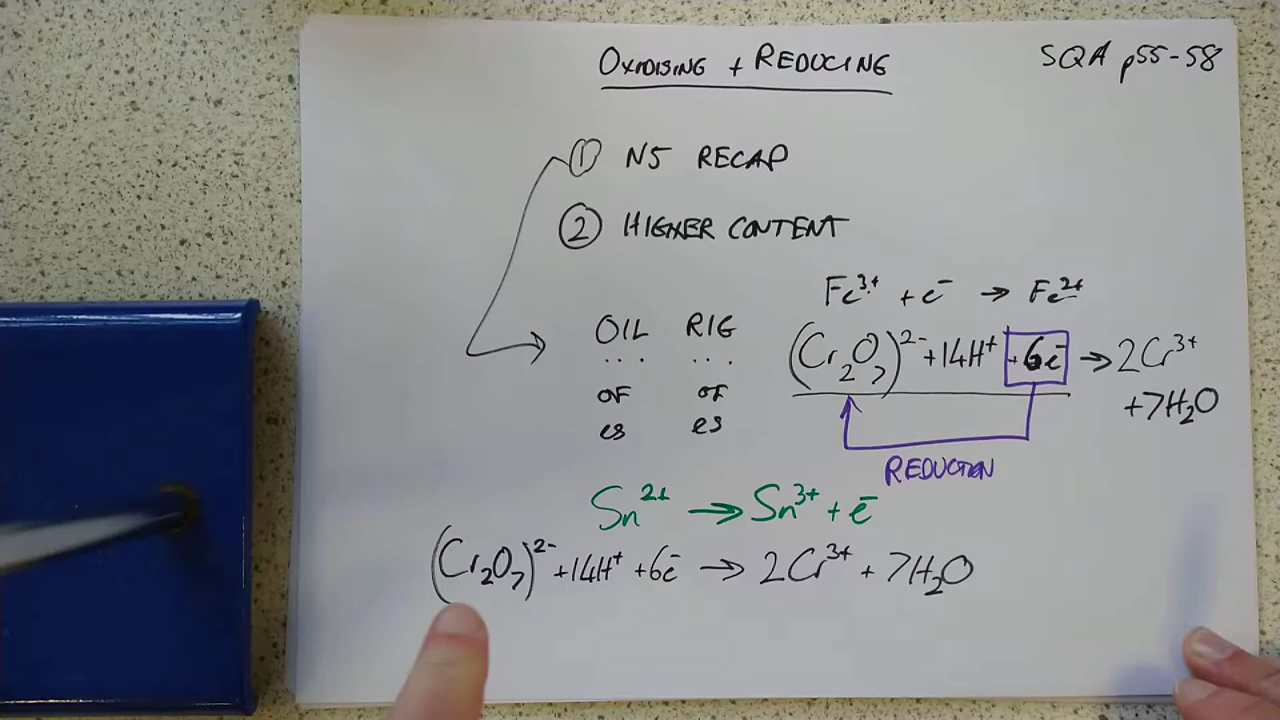 OXIDISING + REDUCING
SQA p55-58
① N5 RECAP
② HIGHER CONTENT
Fe³⁺ + e⁻ → Fe²⁺
OIL RIG
... ...
(Cr₂O₇)²⁻ + 14H⁺ + 6e⁻ → 2Cr³⁺
+ 7H₂O
of of
es es
REDUCTION
Sn²⁺ → Sn³⁺ + e⁻
(Cr₂O₇)²⁻ + 14H⁺ + 6e⁻ → 2Cr³⁺ + 7H₂O